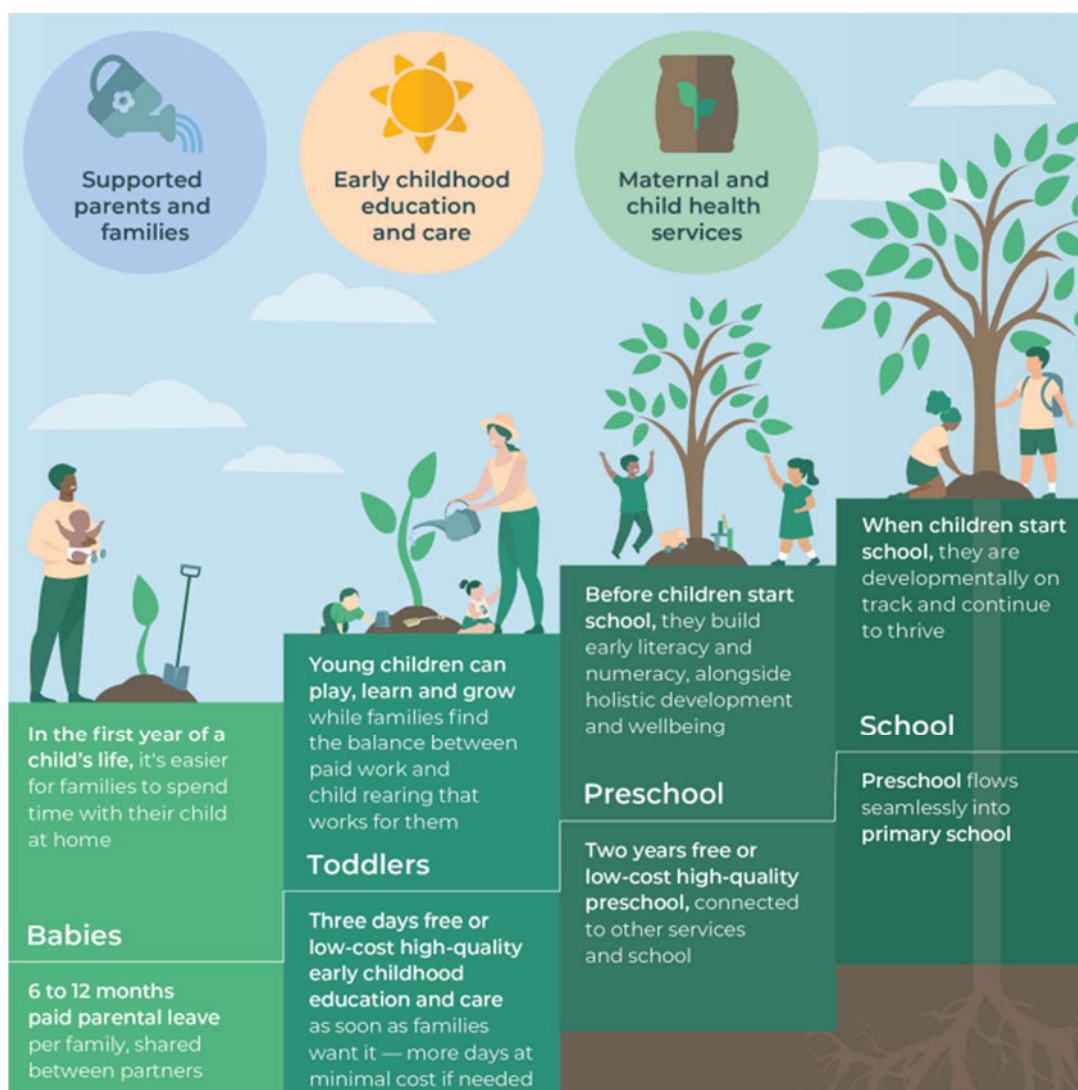 Supported
parents and
families
Early childhood
education
and care
Maternal and
child health
services
In the first year of a
child's life, it's easier
for families to spend
time with their child
at home
Babies
6 to 12 months
paid parental leave
per family, shared
between partners
Young children can
play, learn and grow
while families find
the balance between
paid work and
child rearing that
works for them
Toddlers
Three days free or
low-cost high-quality
early childhood
education and care
as soon as families
want it — more days at
minimal cost if needed
Before children start
school, they build
early literacy and
numeracy, alongside
holistic development
and wellbeing
Preschool
Two years free or
low-cost high-quality
preschool, connected
to other services
and school
When children start
school, they are
developmentally on
track and continue
to thrive
School
Preschool flows
seamlessly into
primary school